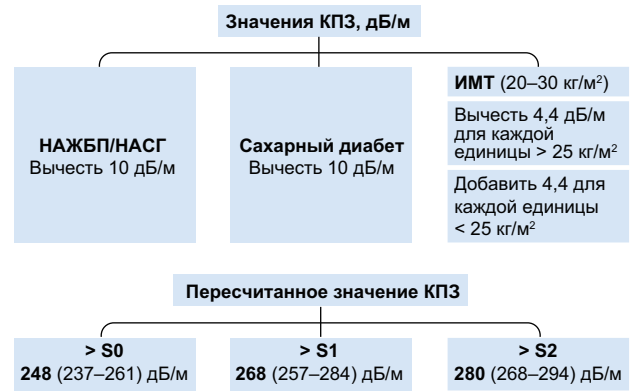 Значения КПЗ, дБ/м
НАЖБП/НАСГ
Вычесть 10 дБ/м
Сахарный диабет
Вычесть 10 дБ/м
ИМТ (20–30 кг/м²)
Вычесть 4,4 дБ/м
для каждой
единицы > 25 кг/м²
Добавить 4,4 для
каждой единицы
< 25 кг/м²
Пересчитанное значение КПЗ
> S0
248 (237–261) дБ/м
> S1
268 (257–284) дБ/м
> S2
280 (268–294) дБ/м